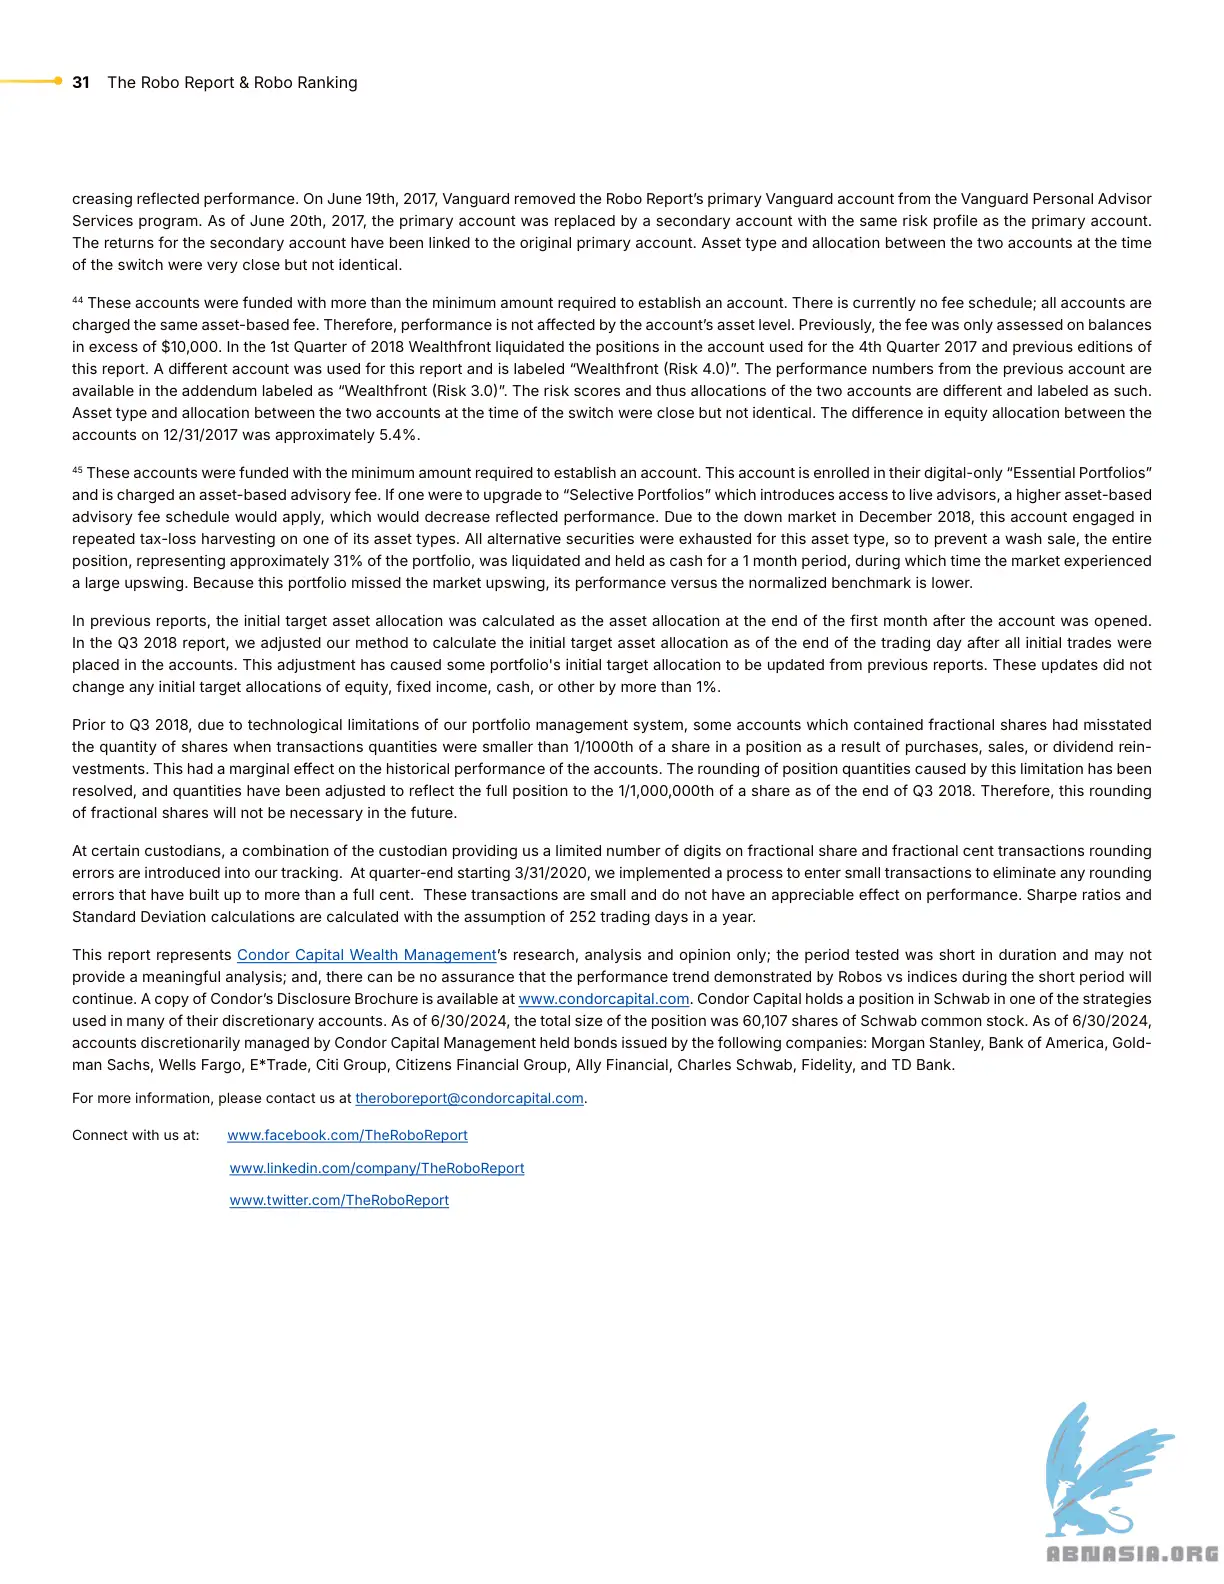 31 The Robo Report & Robo Ranking
creasing reflected performance. On June 19th, 2017, Vanguard removed the Robo Report’s primary Vanguard account from the Vanguard Personal Advisor
Services program. As of June 20th, 2017, the primary account was replaced by a secondary account with the same risk profile as the primary account.
The returns for the secondary account have been linked to the original primary account. Asset type and allocation between the two accounts at the time
of the switch were very close but not identical.
44 These accounts were funded with more than the minimum amount required to establish an account. There is currently no fee schedule; all accounts are
charged the same asset-based fee. Therefore, performance is not affected by the account’s asset level. Previously, the fee was only assessed on balances
in excess of $10,000. In the 1st Quarter of 2018 Wealthfront liquidated the positions in the account used for the 4th Quarter 2017 and previous editions of
this report. A different account was used for this report and is labeled “Wealthfront (Risk 4.0)”. The performance numbers from the previous account are
available in the addendum labeled as “Wealthfront (Risk 3.0)”. The risk scores and thus allocations of the two accounts are different and labeled as such.
Asset type and allocation between the two accounts at the time of the switch were close but not identical. The difference in equity allocation between the
accounts on 12/31/2017 was approximately 5.4%.
45 These accounts were funded with the minimum amount required to establish an account. This account is enrolled in their digital-only “Essential Portfolios”
and is charged an asset-based advisory fee. If one were to upgrade to “Selective Portfolios” which introduces access to live advisors, a higher asset-based
advisory fee schedule would apply, which would decrease reflected performance. Due to the down market in December 2018, this account engaged in
repeated tax-loss harvesting on one of its asset types. All alternative securities were exhausted for this asset type, so to prevent a wash sale, the entire
position, representing approximately 31% of the portfolio, was liquidated and held as cash for a 1 month period, during which time the market experienced
a large upswing. Because this portfolio missed the market upswing, its performance versus the normalized benchmark is lower.
In previous reports, the initial target asset allocation was calculated as the asset allocation at the end of the first month after the account was opened.
In the Q3 2018 report, we adjusted our method to calculate the initial target asset allocation as of the end of the trading day after all initial trades were
placed in the accounts. This adjustment has caused some portfolio's initial target allocation to be updated from previous reports. These updates did not
change any initial target allocations of equity, fixed income, cash, or other by more than 1%.
Prior to Q3 2018, due to technological limitations of our portfolio management system, some accounts which contained fractional shares had misstated
the quantity of shares when transactions quantities were smaller than 1/1000th of a share in a position as a result of purchases, sales, or dividend rein-
vestments. This had a marginal effect on the historical performance of the accounts. The rounding of position quantities caused by this limitation has been
resolved, and quantities have been adjusted to reflect the full position to the 1/1,000,000th of a share as of the end of Q3 2018. Therefore, this rounding
of fractional shares will not be necessary in the future.
At certain custodians, a combination of the custodian providing us a limited number of digits on fractional share and fractional cent transactions rounding
errors are introduced into our tracking. At quarter-end starting 3/31/2020, we implemented a process to enter small transactions to eliminate any rounding
errors that have built up to more than a full cent. These transactions are small and do not have an appreciable effect on performance. Sharpe ratios and
Standard Deviation calculations are calculated with the assumption of 252 trading days in a year.
This report represents Condor Capital Wealth Management’s research, analysis and opinion only; the period tested was short in duration and may not
provide a meaningful analysis; and, there can be no assurance that the performance trend demonstrated by Robos vs indices during the short period will
continue. A copy of Condor’s Disclosure Brochure is available at www.condorcapital.com. Condor Capital holds a position in Schwab in one of the strategies
used in many of their discretionary accounts. As of 6/30/2024, the total size of the position was 60,107 shares of Schwab common stock. As of 6/30/2024,
accounts discretionarily managed by Condor Capital Management held bonds issued by the following companies: Morgan Stanley, Bank of America, Gold-
man Sachs, Wells Fargo, E*Trade, Citi Group, Citizens Financial Group, Ally Financial, Charles Schwab, Fidelity, and TD Bank.
For more information, please contact us at theroboreport@condorcapital.com.
Connect with us at: www.facebook.com/TheRoboReport
www.linkedin.com/company/TheRoboReport
www.twitter.com/TheRoboReport
ABNASIA.ORG